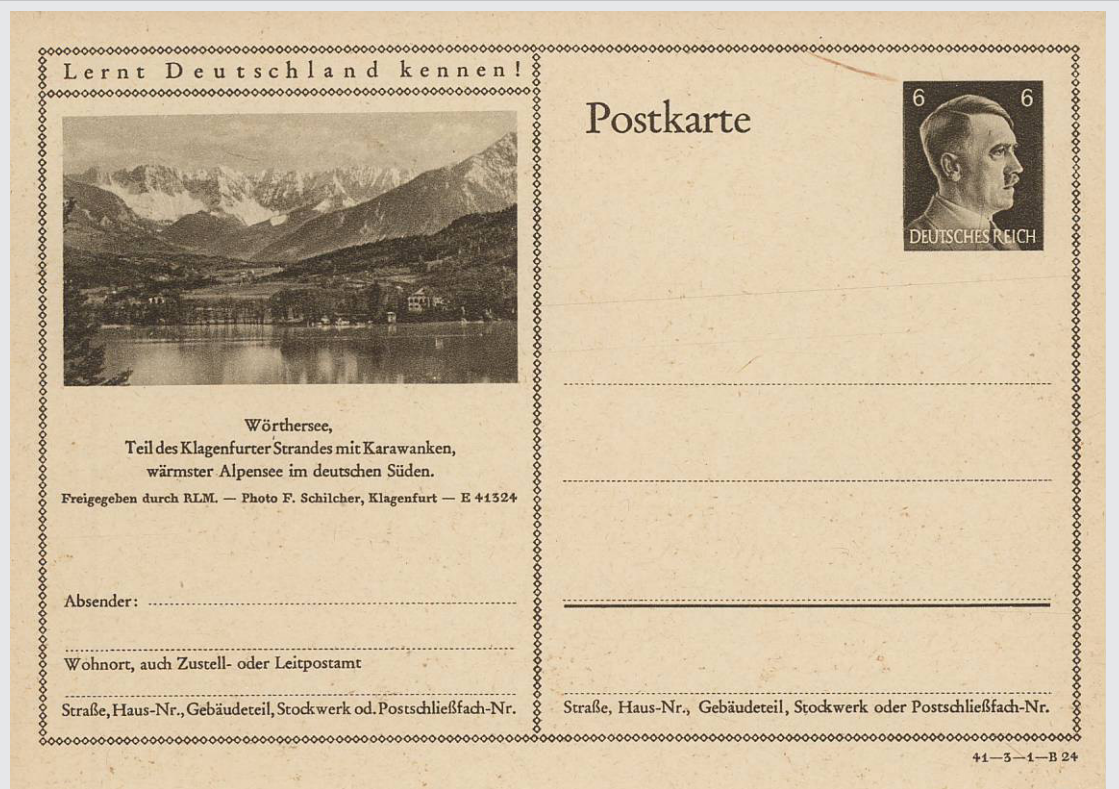 Lernt Deutschland kennen!
Wörthersee,
Teil des Klagenfurter Strandes mit Karawanken,
wärmster Alpensee im deutschen Süden.
Freigegeben durch RLM. — Photo F. Schilcher, Klagenfurt — E 41324
Absender:
Wohnort, auch Zustell- oder Leitpostamt
Straße, Haus-Nr., Gebäudeteil, Stockwerk od. Postschließfach-Nr.
Postkarte
6 6
DEUTSCHES REICH
Straße, Haus-Nr., Gebäudeteil, Stockwerk oder Postschließfach-Nr.
41—3—1—B 24